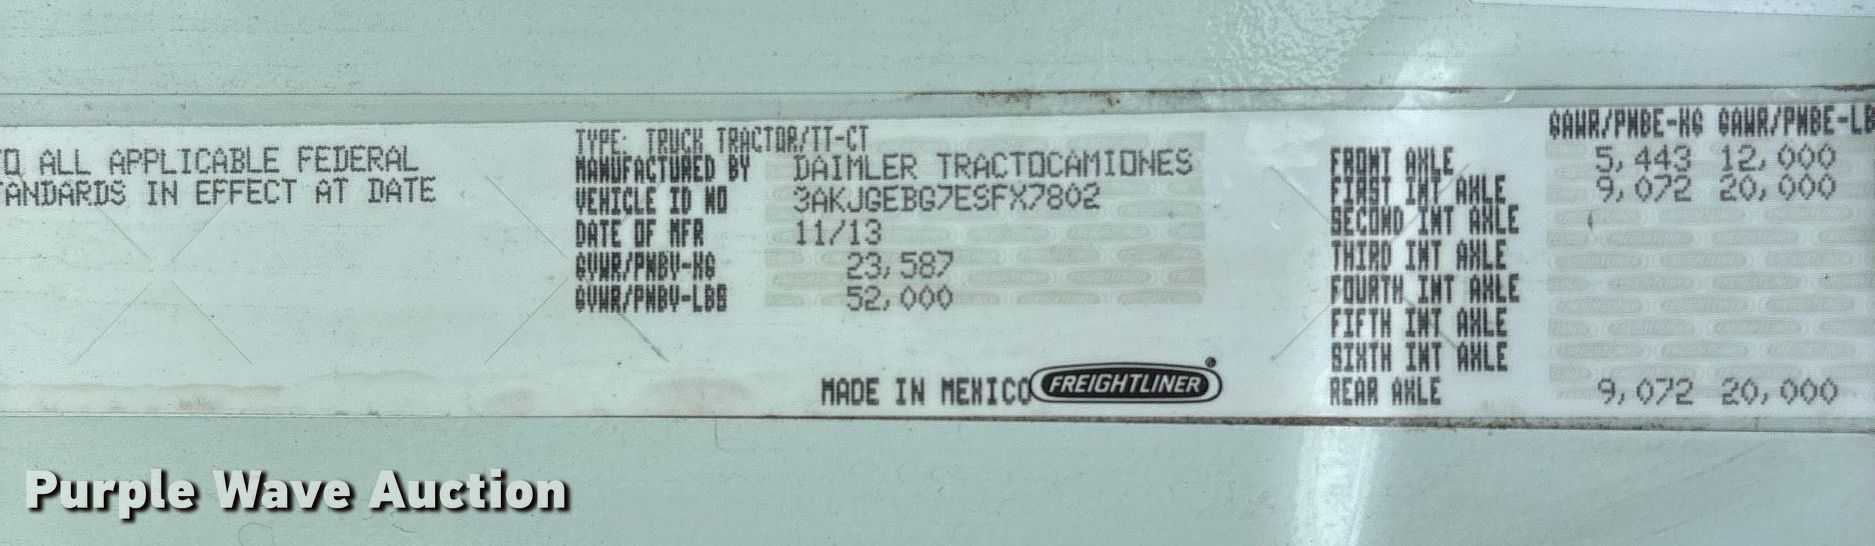 TO ALL APPLICABLE FEDERAL
TANDARDS IN EFFECT AT DATE
TYPE: TRUCK TRACTOR/TT-CT
MANUFACTURED BY DAIMLER TRACTOCAMIONES
VEHICLE ID NO 3AKJGEBG7ESFX7802
DATE OF MFR 11/13
GVWR/PNBV-KG 23,587
GVWR/PNBV-LBS 52,000
MADE IN MEXICO FREIGHTLINER
GAWR/PNBE-KG GAWR/PNBE-LB
FRONT AXLE 5,443 12,000
FIRST INT AXLE 9,072 20,000
SECOND INT AXLE
THIRD INT AXLE
FOURTH INT AXLE
FIFTH INT AXLE
SIXTH INT AXLE
REAR AXLE 9,072 20,000
Purple Wave Auction